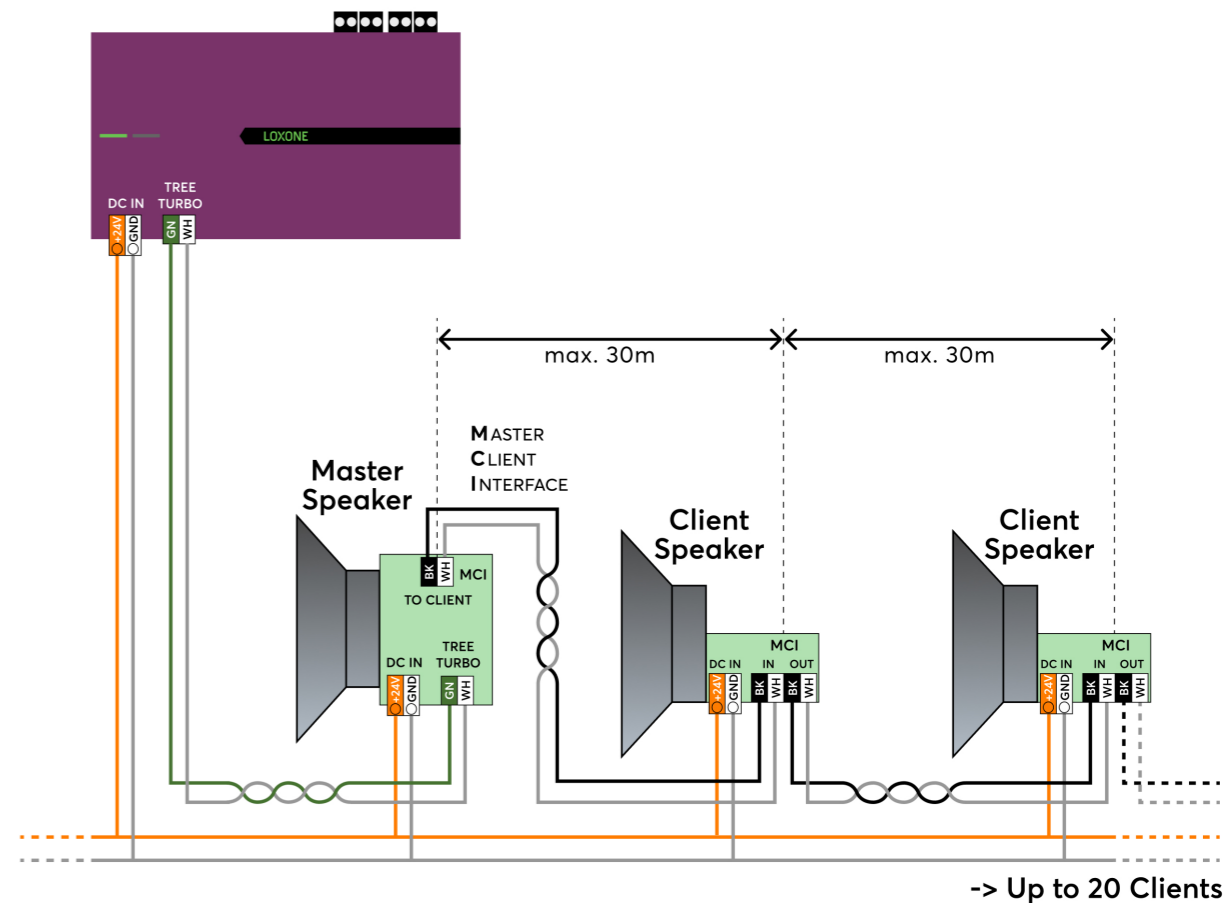 LOXONE
TREE
DC IN TURBO
+24V GND GN WH
max. 30m max. 30m
MASTER
CLIENT
INTERFACE
Master
Speaker
Client
Speaker
Client
Speaker
BK WH MCI
TO CLIENT
TREE
DC IN TURBO
+24V GND GN WH
MCI
DC IN IN OUT
+24V GND BK WH BK WH
MCI
DC IN IN OUT
+24V GND BK WH BK WH
-> Up to 20 Clients